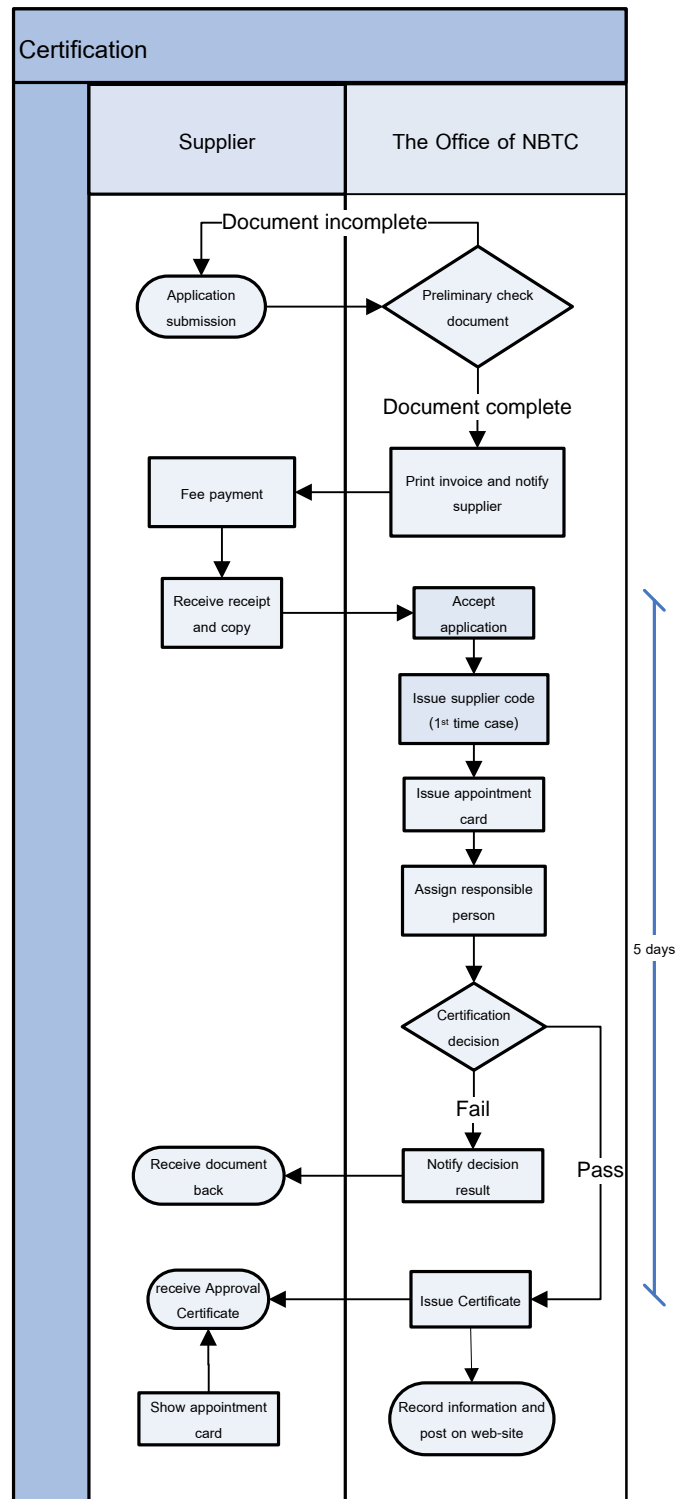 Certification
Supplier
The Office of NBTC
Document incomplete
Application
submission
Preliminary check
document
Document complete
Fee payment
Print invoice and notify
supplier
Receive receipt
and copy
Accept
application
Issue supplier code
(1st time case)
Issue appointment
card
Assign responsible
person
5 days
Certification
decision
Fail
Pass
Receive document
back
Notify decision
result
receive Approval
Certificate
Issue Certificate
Show appointment
card
Record information and
post on web-site